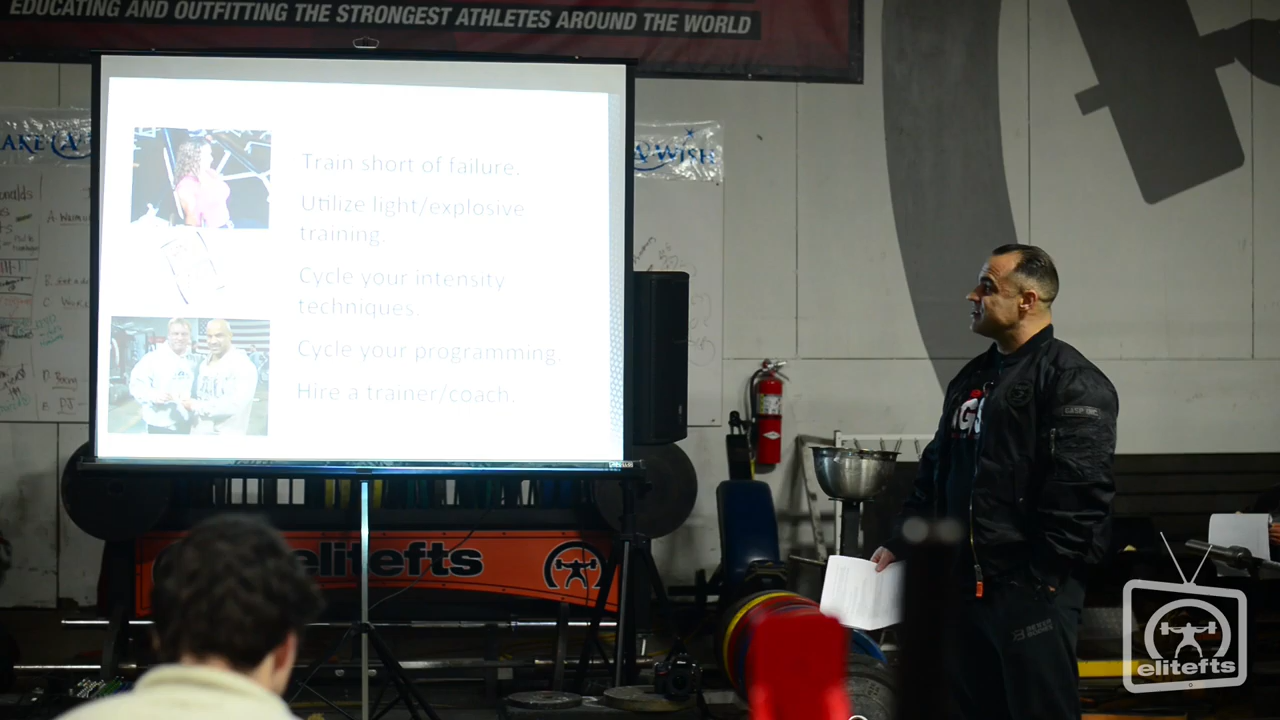 EDUCATING AND OUTFITTING THE STRONGEST ATHLETES AROUND THE WORLD
A-WISH
Train short of failure.
Utilize light/explosive
training.
Cycle your intensity
techniques.
Cycle your programming.
Hire a trainer/coach.
elitefts
elitefts